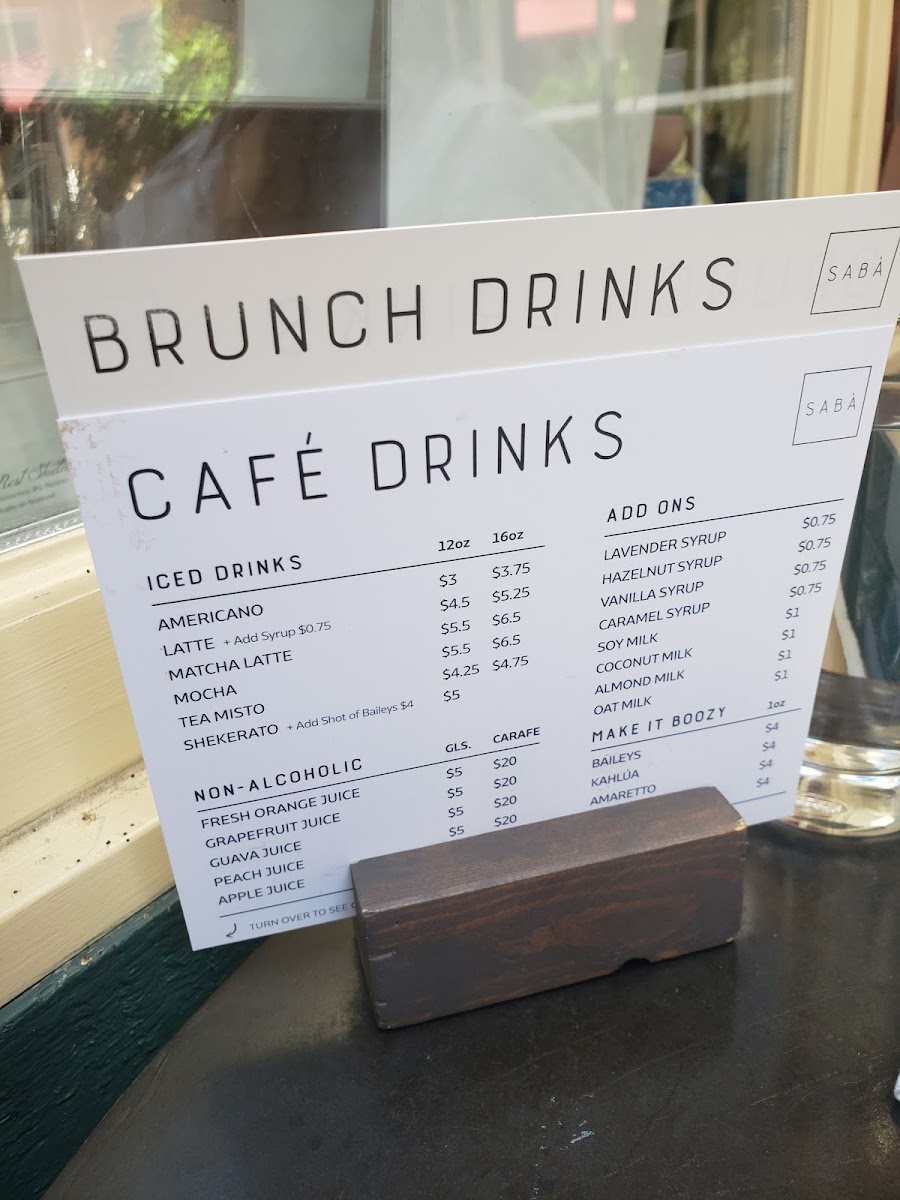 BRUNCH DRINKS
SABÀ
CAFÉ DRINKS
SABÀ
ICED DRINKS 12oz 16oz
AMERICANO $3 $3.75
LATTE + Add Syrup $0.75 $4.5 $5.25
MATCHA LATTE $5.5 $6.5
MOCHA $5.5 $6.5
TEA MISTO $4.25 $4.75
SHEKERATO + Add Shot of Baileys $4 $5
NON-ALCOHOLIC GLS. CARAFE
FRESH ORANGE JUICE $5 $20
GRAPEFRUIT JUICE $5 $20
GUAVA JUICE $5 $20
PEACH JUICE $5 $20
APPLE JUICE
TURN OVER TO SEE
ADD ONS
LAVENDER SYRUP $0.75
HAZELNUT SYRUP $0.75
VANILLA SYRUP $0.75
CARAMEL SYRUP $0.75
SOY MILK $1
COCONUT MILK $1
ALMOND MILK $1
OAT MILK $1
MAKE IT BOOZY 1oz
BAILEYS $4
KAHLÚA $4
AMARETTO $4
$4